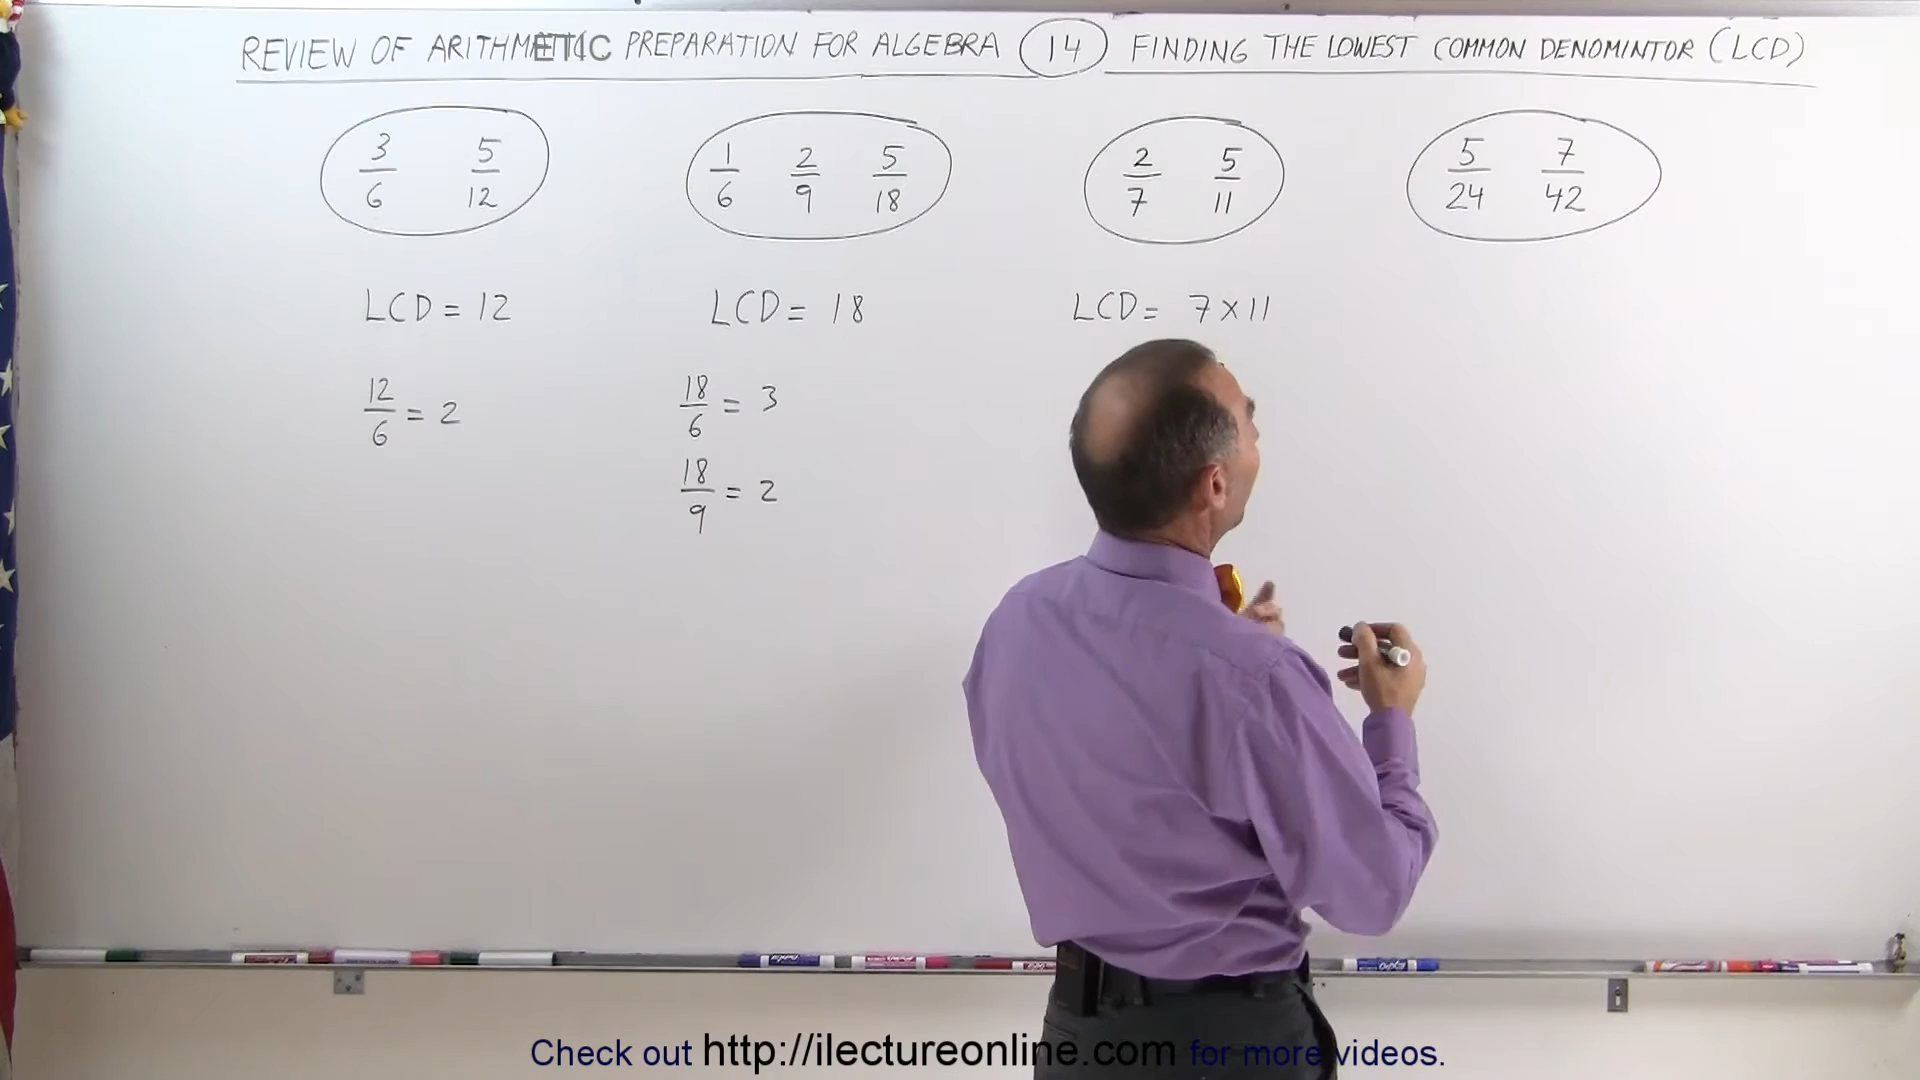 REVIEW OF ARITHMETIC PREPARATION FOR ALGEBRA 14 FINDING THE LOWEST COMMON DENOMINTOR (LCD)
3/6 5/12
1/6 2/9 5/18
2/7 5/11
5/24 7/42
LCD = 12
12/6 = 2
LCD = 18
18/6 = 3
18/9 = 2
LCD = 7×11
Check out http://ilectureonline.com for more videos.